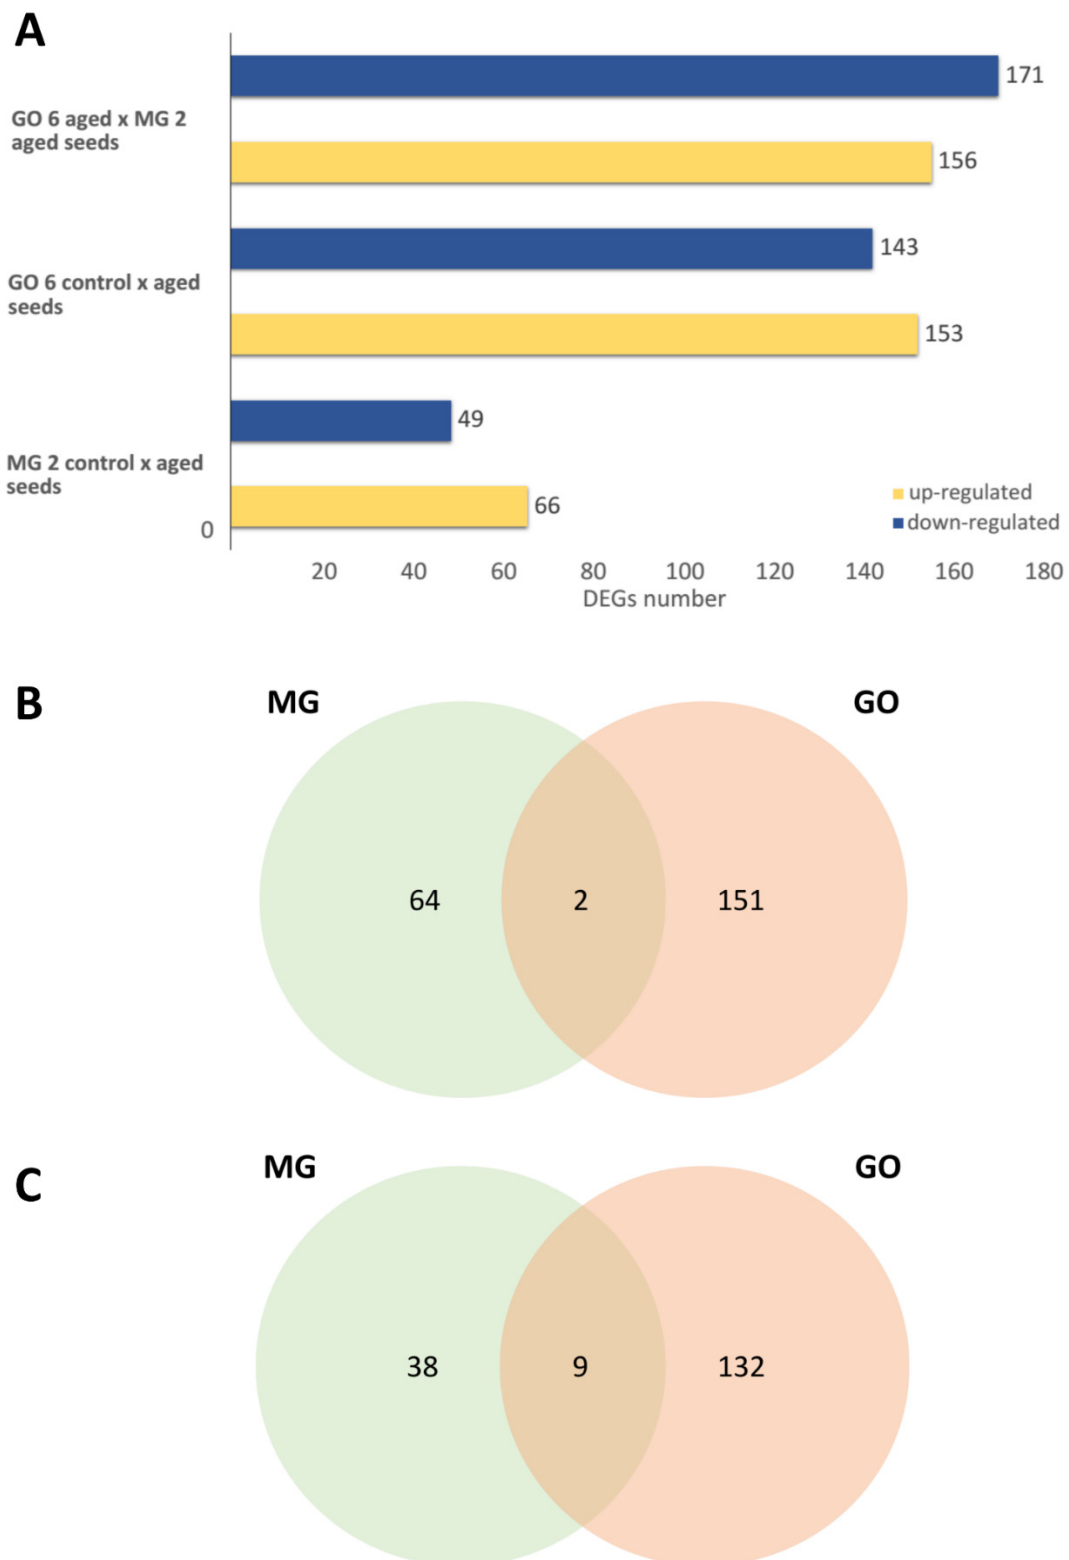 A
171
GO 6 aged x MG 2
aged seeds
156
143
GO 6 control x aged
seeds
153
49
MG 2 control x aged
seeds
66
up-regulated
down-regulated
0
20 40 60 80 100 120 140 160 180
DEGs number
B
MG GO
64 2 151
C
MG GO
38 9 132